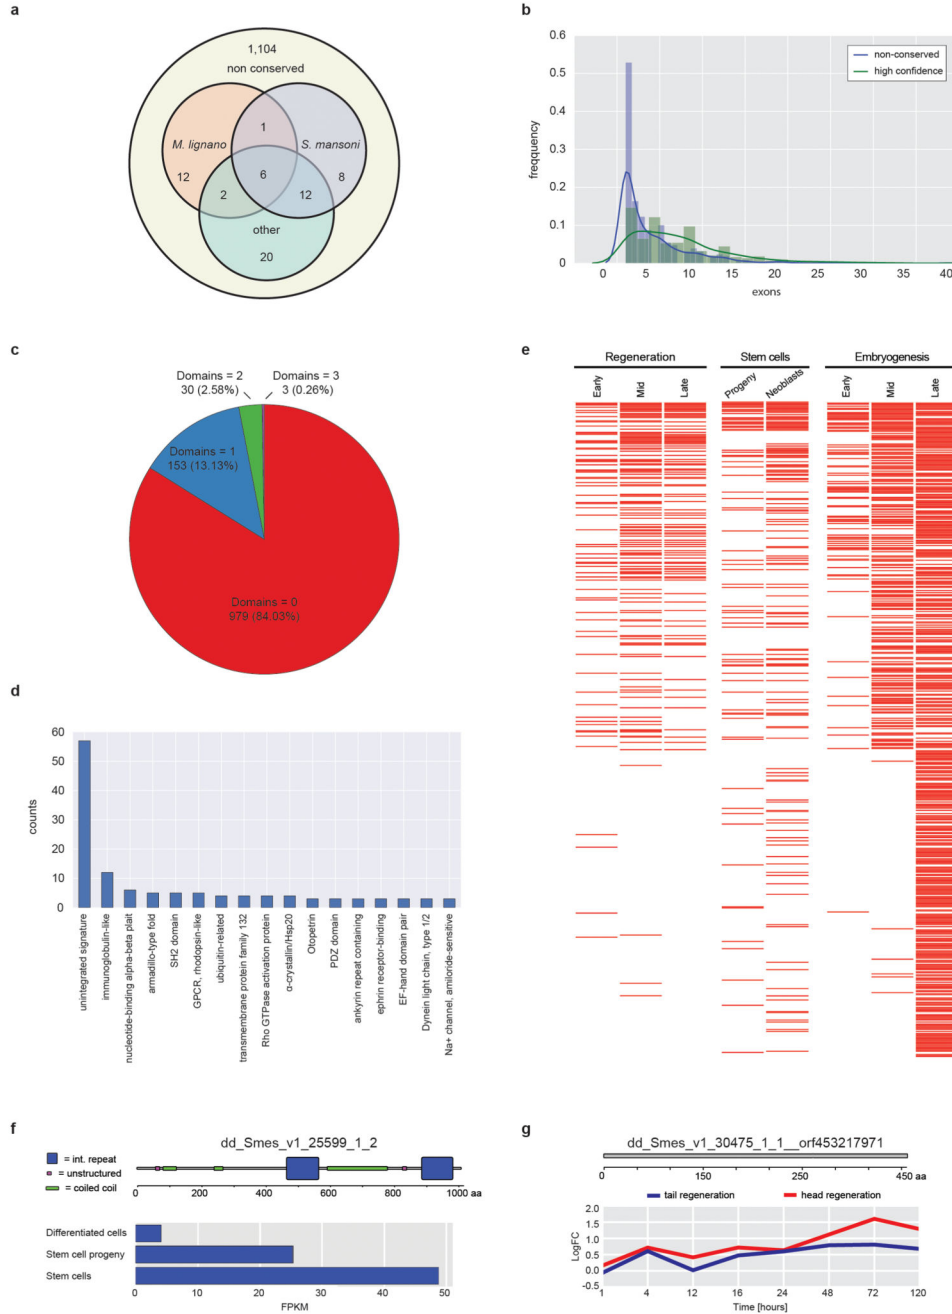 a
1,104
non conserved
1
M. lignano
S. mansoni
12
6
8
2
12
other
20
b
0.6
0.5
0.4
0.3
0.2
0.1
0
freqquency
non-conserved
high confidence
0
5
10
15
20
25
30
35
40
exons
c
Domains = 2
30 (2.58%)
Domains = 3
3 (0.26%)
Domains = 1
153 (13.13%)
Domains = 0
979 (84.03%)
d
60
50
40
30
20
10
0
counts
unintegrated signature
immunoglobulin-like
nucleotide-binding alpha-beta plait
armadillo-type fold
SH2 domain
GPCR, rhodopsin-like
ubiquitin-related
transmembrane protein family 132
Rho GTPase activation protein
α-crystallin/Hsp20
Otopetrin
PDZ domain
ankyrin repeat containing
ephrin receptor-binding
EF-hand domain pair
Dynein light chain, type 1/2
Na+ channel, amiloride-sensitive
e
Regeneration
Stem cells
Embryogenesis
Early
Mid
Late
Progeny
Neoblasts
Early
Mid
Late
f
dd_Smes_v1_25599_1_2
= int. repeat
= unstructured
= coiled coil
0
200
400
600
800
1000 aa
Differentiated cells
Stem cell progeny
Stem cells
0
10
20
30
40
50
FPKM
g
dd_Smes_v1_30475_1_1__orf453217971
0
150
300
450 aa
tail regeneration
head regeneration
2.0
1.5
1.0
0.5
0.0
-0.5
LogFC
1
4
12
16
24
48
72
120
Time [hours]